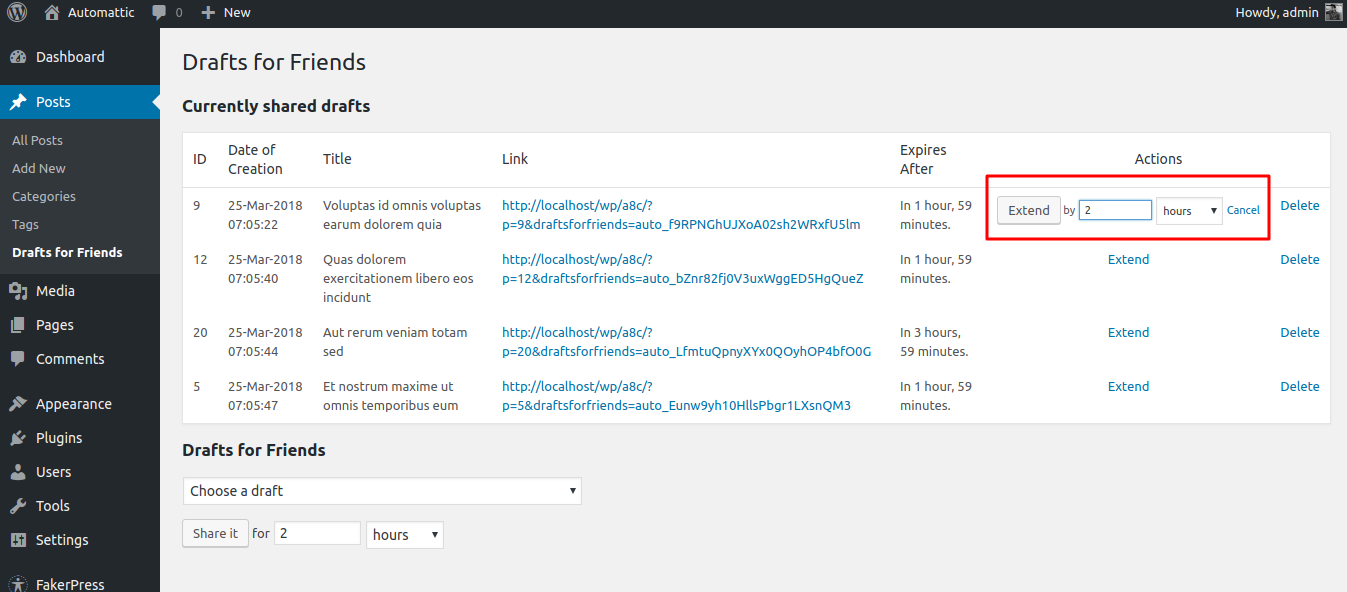 Automattic 0 New Howdy, admin
Dashboard
Posts
All Posts
Add New
Categories
Tags
Drafts for Friends
Media
Pages
Comments
Appearance
Plugins
Users
Tools
Settings
FakerPress
Drafts for Friends
Currently shared drafts
ID Date of Creation Title Link Expires After Actions
9 25-Mar-2018 Voluptas id omnis voluptas http://localhost/wp/a8c/? In 1 hour, 59 Extend by 2 hours Cancel Delete
07:05:22 earum dolorem quia p=9&draftsforfriends=auto_f9RPNGhUJXoA02sh2WRxfU5lm minutes.
12 25-Mar-2018 Quas dolorem http://localhost/wp/a8c/? In 1 hour, 59 Extend Delete
07:05:40 exercitationem libero eos p=12&draftsforfriends=auto_bZnr82fj0V3uxWggED5HgQueZ minutes.
incidunt
20 25-Mar-2018 Aut rerum veniam totam http://localhost/wp/a8c/? In 3 hours, Extend Delete
07:05:44 sed p=20&draftsforfriends=auto_LfmtuQpnyXYx0QOyhOP4bfO0G 59 minutes.
5 25-Mar-2018 Et nostrum maxime ut http://localhost/wp/a8c/? In 1 hour, 59 Extend Delete
07:05:47 omnis temporibus eum p=5&draftsforfriends=auto_Eunw9yh10HllsPbgr1LXsnQM3 minutes.
Drafts for Friends
Choose a draft
Share it for 2 hours